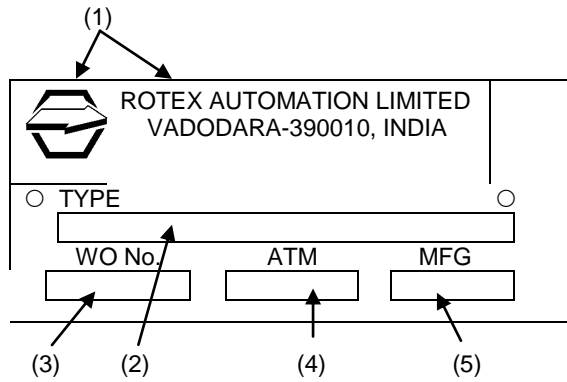 (1)
ROTEX AUTOMATION LIMITED
VADODARA-390010, INDIA
TYPE
WO No. ATM MFG
(3) (2) (4) (5)